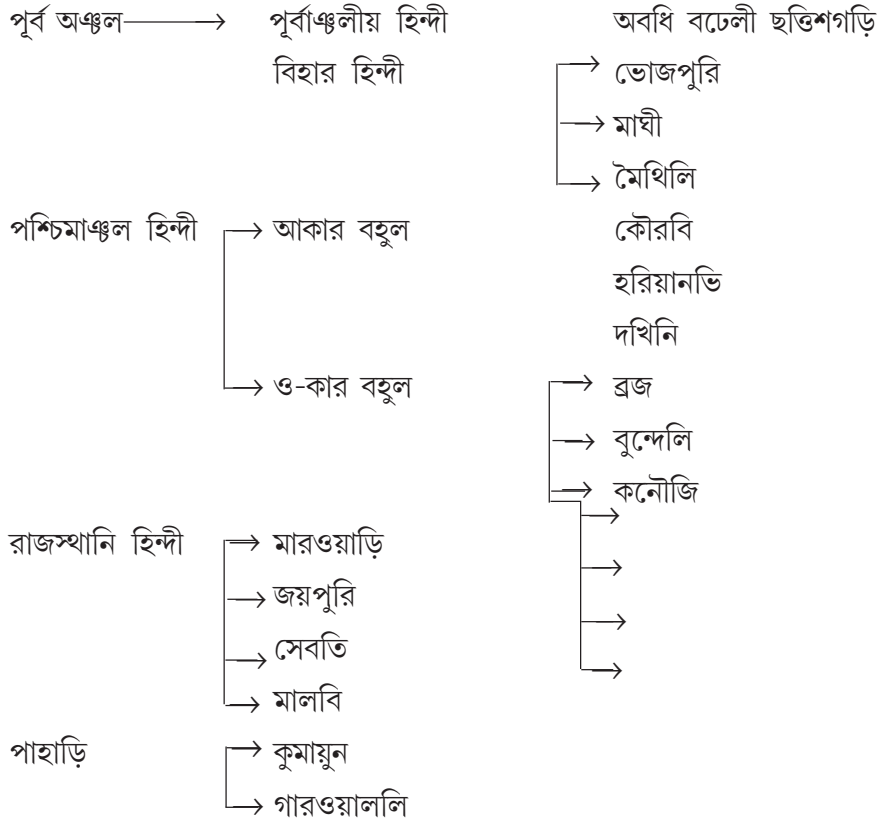 পূর্ব অঞ্চল → পূর্বাঞ্চলীয় হিন্দী অবধি বঢেলী ছত্তিশগড়ি
বিহার হিন্দী → ভোজপুরি
→ মাঘী
→ মৈথিলি
পশ্চিমাঞ্চল হিন্দী → আকার বহুল কৌরবি
হরিয়ানভি
দখিনি
→ ও-কার বহুল → ব্রজ
→ বুন্দেলি
→ কনৌজি
রাজস্থানি হিন্দী → মারওয়াড়ি
→ জয়পুরি
→ সেবতি
→ মালবি
পাহাড়ি → কুমায়ুন
→ গারওয়াললি